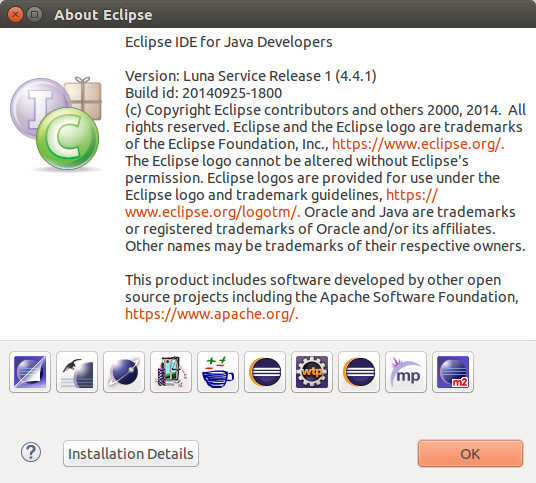 About Eclipse
Eclipse IDE for Java Developers
Version: Luna Service Release 1 (4.4.1)
Build id: 20140925-1800
(c) Copyright Eclipse contributors and others 2000, 2014.  All
rights reserved. Eclipse and the Eclipse logo are trademarks
of the Eclipse Foundation, Inc., https://www.eclipse.org/.
The Eclipse logo cannot be altered without Eclipse's
permission. Eclipse logos are provided for use under the
Eclipse logo and trademark guidelines, https://
www.eclipse.org/logotm/. Oracle and Java are trademarks
or registered trademarks of Oracle and/or its affiliates.
Other names may be trademarks of their respective owners.
This product includes software developed by other open
source projects including the Apache Software Foundation,
https://www.apache.org/.
I
C
wtp
mp
m2
?
Installation Details
OK